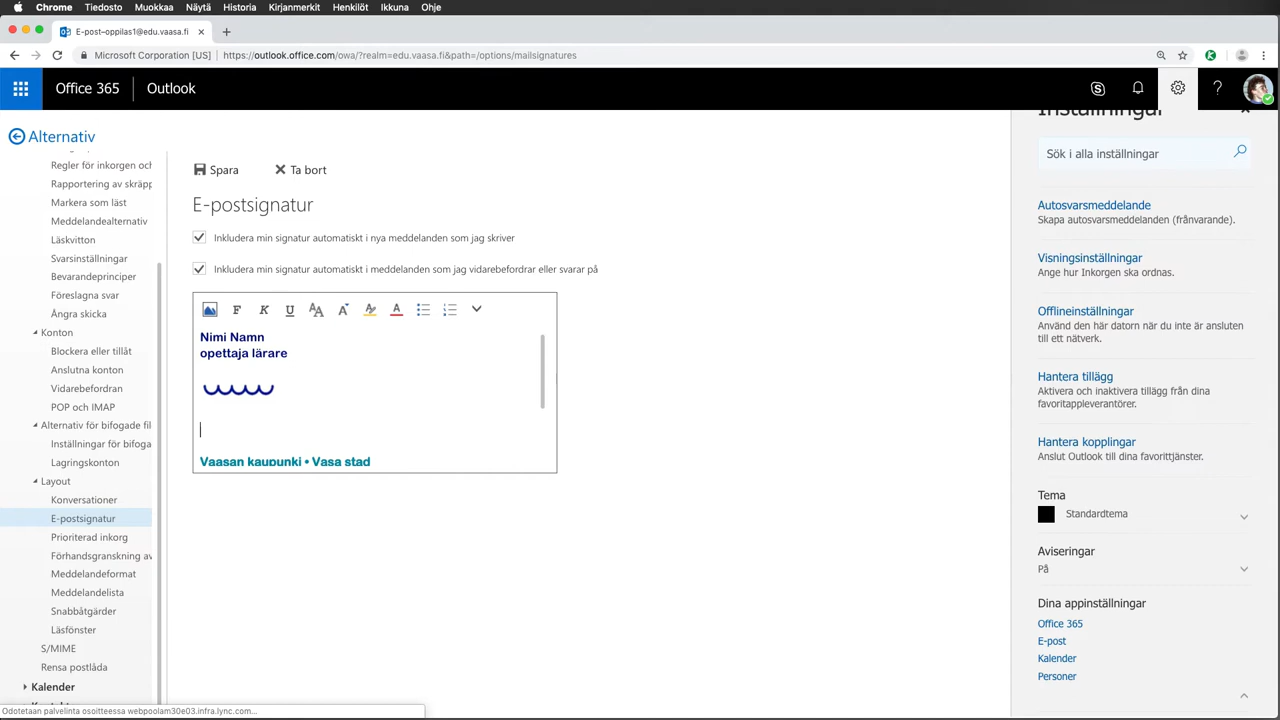 Chrome Tiedosto Muokkaa Näytä Historia Kirjanmerkit Henkilöt Ikkuna Ohje
E-post–oppilas1@edu.vaasa.fi
Microsoft Corporation [US] https://outlook.office.com/owa/?realm=edu.vaasa.fi&path=/options/mailsignatures
Office 365 Outlook
Alternativ
Regler för inkorgen och
Rapportering av skräpp
Markera som läst
Meddelandealternativ
Läskvitton
Svarsinställningar
Bevarandeprinciper
Föreslagna svar
Ångra skicka
Konton
Blockera eller tillåt
Anslutna konton
Vidarebefordran
POP och IMAP
Alternativ för bifogade fil
Inställningar för bifoga
Lagringskonton
Layout
Konversationer
E-postsignatur
Prioriterad inkorg
Förhandsgranskning av
Meddelandeformat
Meddelandelista
Snabbåtgärder
Läsfönster
S/MIME
Rensa postlåda
Kalender
Odotetaan palvelinta osoitteessa webpoolam30e03.infra.lync.com...
Spara Ta bort
E-postsignatur
Inkludera min signatur automatiskt i nya meddelanden som jag skriver
Inkludera min signatur automatiskt i meddelanden som jag vidarebefordrar eller svarar på
F K U
Nimi Namn
opettaja lärare
Vaasan kaupunki • Vasa stad
Inställningar
Sök i alla inställningar
Autosvarsmeddelande
Skapa autosvarsmeddelanden (frånvarande).
Visningsinställningar
Ange hur Inkorgen ska ordnas.
Offlineinställningar
Använd den här datorn när du inte är ansluten
till ett nätverk.
Hantera tillägg
Aktivera och inaktivera tillägg från dina
favoritappleverantörer.
Hantera kopplingar
Anslut Outlook till dina favorittjänster.
Tema
Standardtema
Aviseringar
På
Dina appinställningar
Office 365
E-post
Kalender
Personer